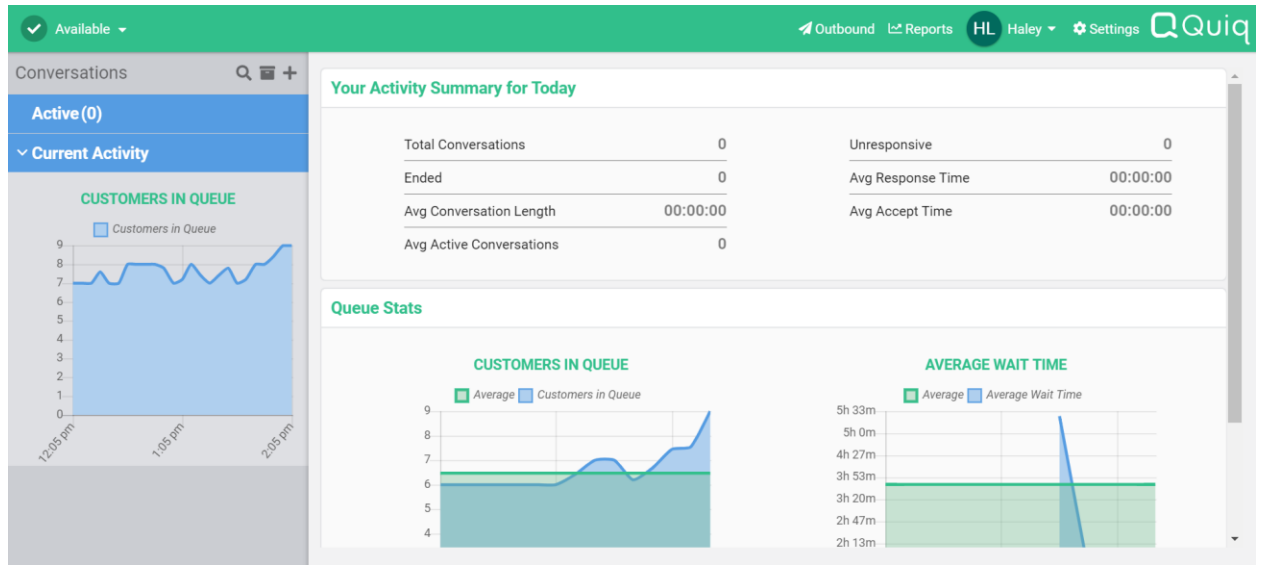 Available
Outbound Reports HL Haley Settings Quiq
Conversations
Active (0)
Current Activity
CUSTOMERS IN QUEUE
Customers in Queue
9
8
7
6
5
4
3
2
1
0
12:05 pm 1:05 pm 2:05 pm
Your Activity Summary for Today
Total Conversations 0
Ended 0
Avg Conversation Length 00:00:00
Avg Active Conversations 0
Unresponsive 0
Avg Response Time 00:00:00
Avg Accept Time 00:00:00
Queue Stats
CUSTOMERS IN QUEUE
Average Customers in Queue
9
8
7
6
5
4
AVERAGE WAIT TIME
Average Average Wait Time
5h 33m
5h 0m
4h 27m
3h 53m
3h 20m
2h 47m
2h 13m